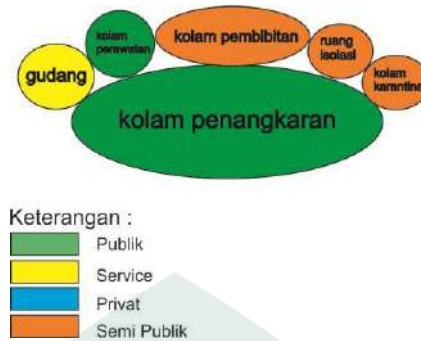 kolam
perawatan
kolam pembibitan
ruang
isolasi
gudang
kolam
karantina
kolam penangkaran
Keterangan :
Publik
Service
Privat
Semi Publik